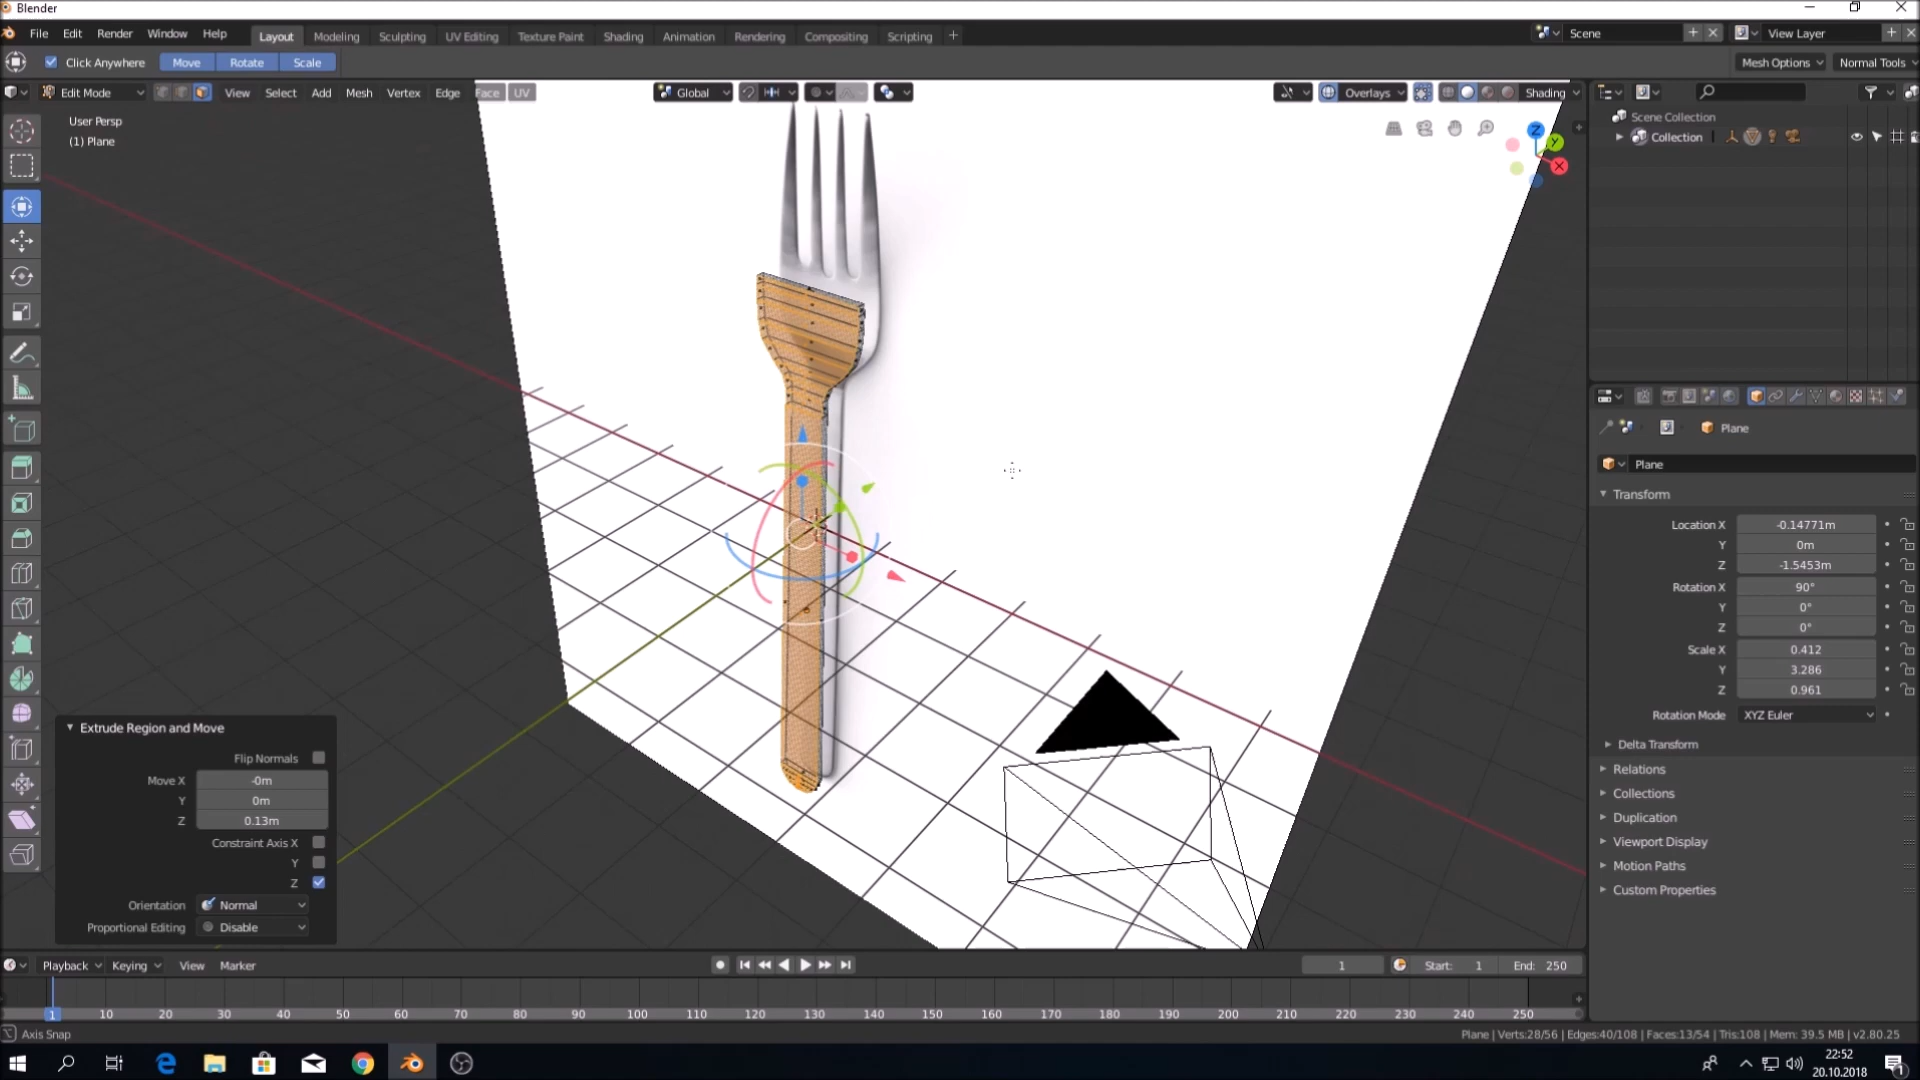 Blender
File Edit Render Window Help Layout Modeling Sculpting UV Editing Texture Paint Shading Animation Rendering Compositing Scripting + Scene View Layer
Click Anywhere Move Rotate Scale Mesh Options Normal Tools
Edit Mode View Select Add Mesh Vertex Edge Face UV Global Overlays Shading
User Persp
(1) Plane
Z
Y
X
Scene Collection
Collection
Plane
Plane
Transform
Location X -0.14771m
Y 0m
Z -1.5453m
Rotation X 90°
Y 0°
Z 0°
Scale X 0.412
Y 3.286
Z 0.961
Rotation Mode XYZ Euler
Delta Transform
Relations
Collections
Duplication
Viewport Display
Motion Paths
Custom Properties
Extrude Region and Move
Flip Normals
Move X -0m
Y 0m
Z 0.13m
Constraint Axis X
Y
Z
Orientation Normal
Proportional Editing Disable
Playback Keying View Marker 1 Start: 1 End: 250
1 10 20 30 40 50 60 70 80 90 100 110 120 130 140 150 160 170 180 190 200 210 220 230 240 250
Axis Snap Plane | Verts:28/56 | Edges:40/108 | Faces:13/54 | Tris:108 | Mem: 39.5 MB | v2.80.25
22:52
20.10.2018
1